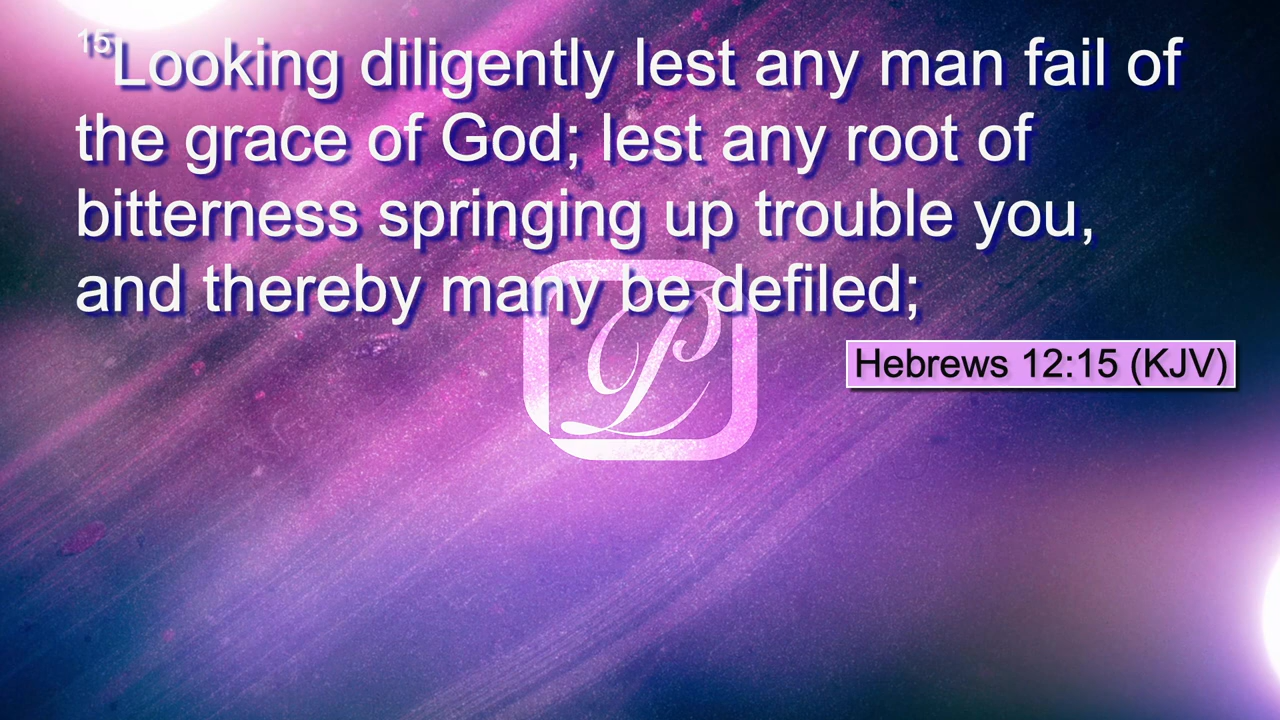 15Looking diligently lest any man fail of
the grace of God; lest any root of
bitterness springing up trouble you,
and thereby many be defiled;
Hebrews 12:15 (KJV)
P